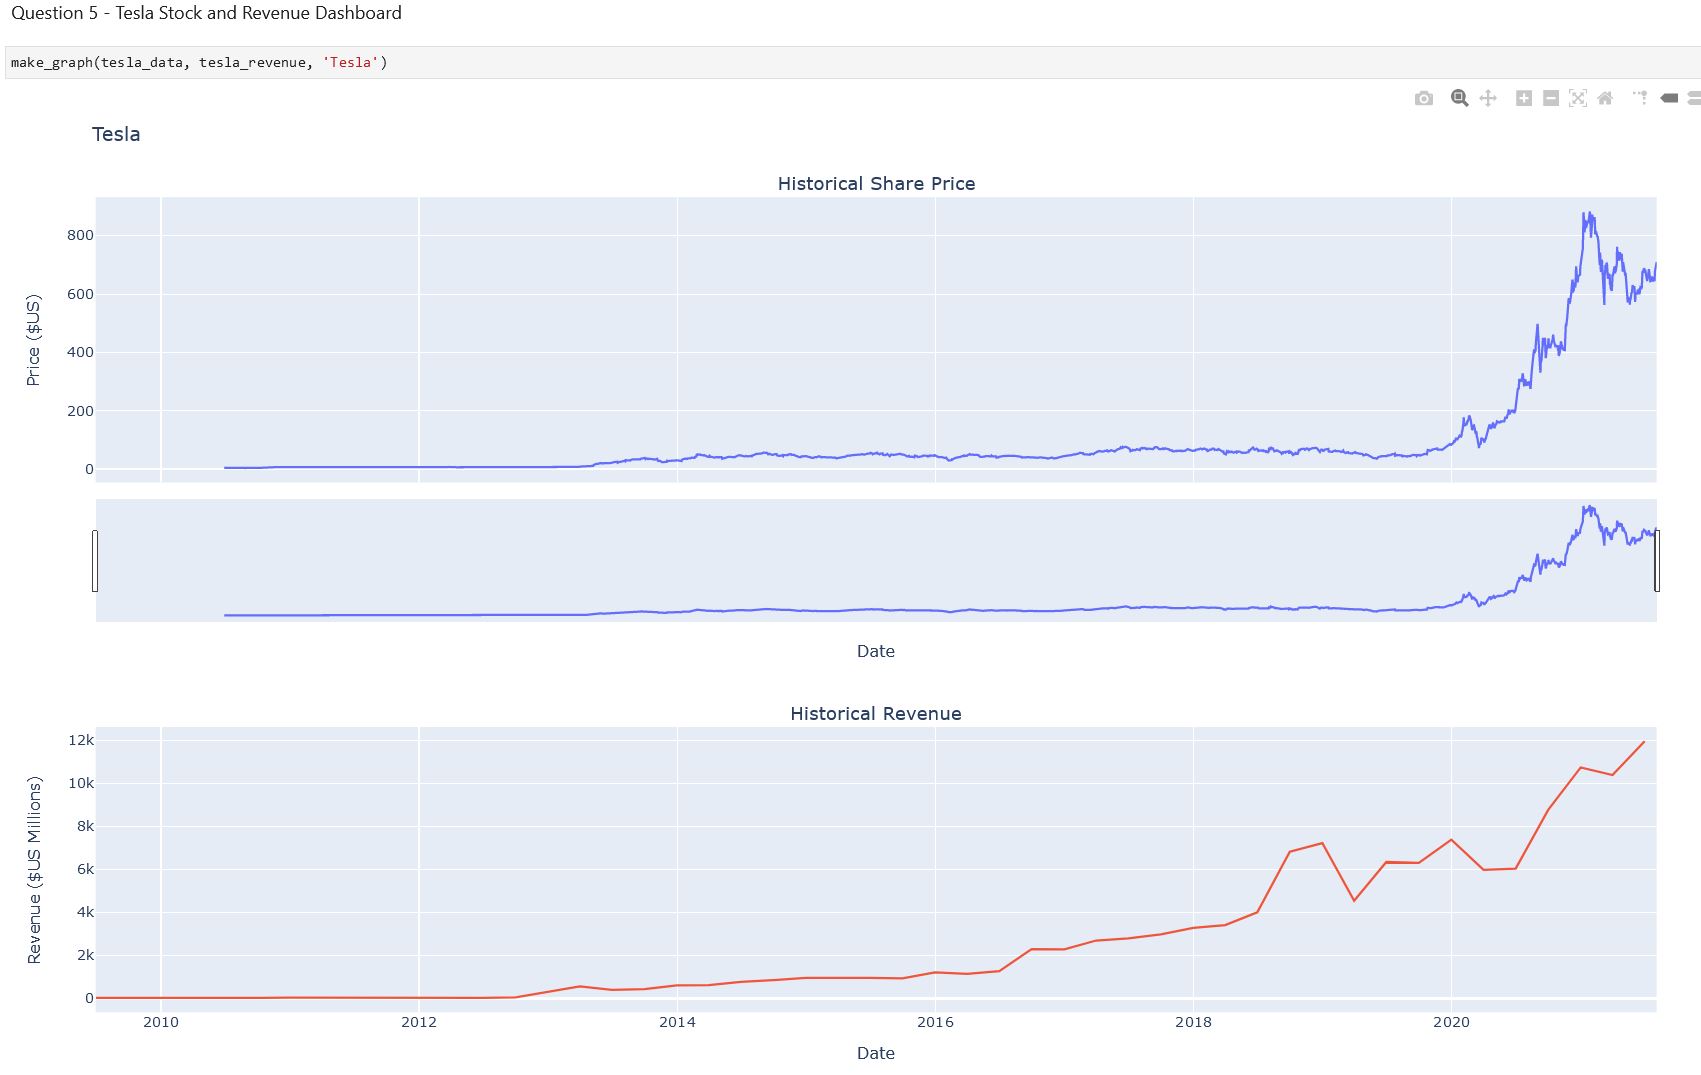 Question 5 - Tesla Stock and Revenue Dashboard
make_graph(tesla_data, tesla_revenue, 'Tesla')
Tesla
Historical Share Price
Price ($US)
800
600
400
200
0
Date
Historical Revenue
Revenue ($US Millions)
12k
10k
8k
6k
4k
2k
0
2010 2012 2014 2016 2018 2020
Date